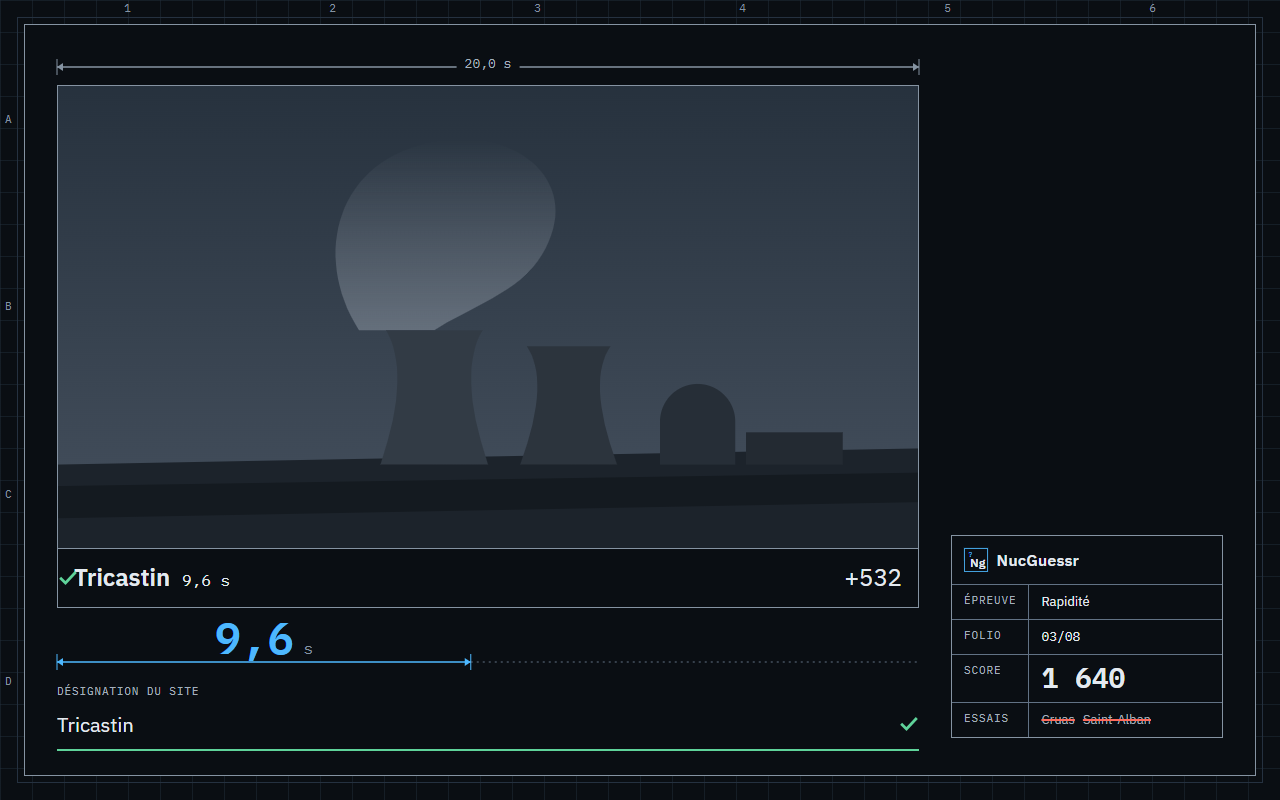 1 2 3 4 5 6
A
B
C
D
20,0 s
Tricastin 9,6 s +532
9,6 s
DÉSIGNATION DU SITE
Tricastin
? Ng NucGuessr
ÉPREUVE Rapidité
FOLIO 03/08
SCORE 1 640
ESSAIS Cruas Saint-Alban